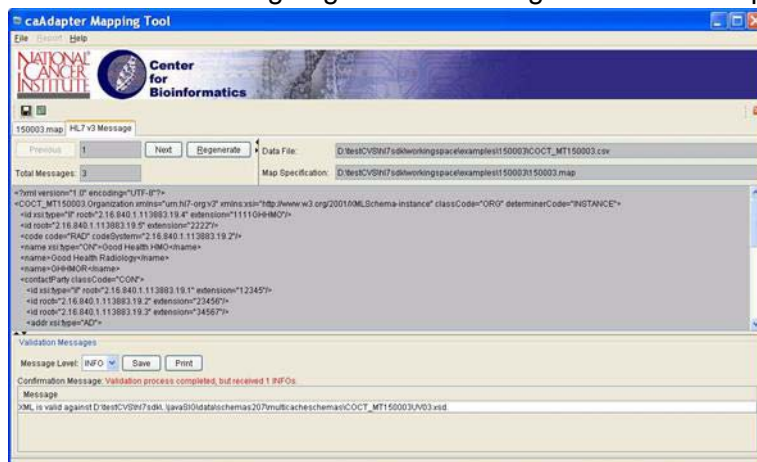 caAdapter Mapping Tool
File Report Help
NATIONAL
CANCER
INSTITUTE
Center
for
Bioinformatics
150003.map HL7 v3 Message
Previous 1 Next Regenerate Data File: D:\testCVS\hl7sdk\workingspace\examples\150003\COCT_MT150003.csv
Total Messages: 3 Map Specification: D:\testCVS\hl7sdk\workingspace\examples\150003\150003.map
<?xml version="1.0" encoding="UTF-8"?>
<COCT_MT150003.Organization xmlns="urn:hl7-org:v3" xmlns:xsi="http://www.w3.org/2001/XMLSchema-instance" classCode="ORG" determinerCode="INSTANCE">
<id xsi:type="II" root="2.16.840.1.113883.19.4" extension="1111GHHMO"/>
<id root="2.16.840.1.113883.19.5" extension="2222"/>
<code code="RAD" codeSystem="2.16.840.1.113883.19.2"/>
<name xsi:type="ON">Good Health HMO</name>
<name>Good Health Radiology</name>
<name>GHHMOR</name>
<contactParty classCode="CON">
<id xsi:type="II" root="2.16.840.1.113883.19.1" extension="12345"/>
<id root="2.16.840.1.113883.19.2" extension="23456"/>
<id root="2.16.840.1.113883.19.3" extension="34567"/>
<addr xsi:type="AD">
Validation Messages
Message Level: INFO Save Print
Confirmation Message: Validation process completed, but received 1 INFOs.
Message
XML is valid against D:\testCVS\hl7sdk\.\javaSIG\data\schemas207\multicacheschemas\COCT_MT150003UV03.xsd.